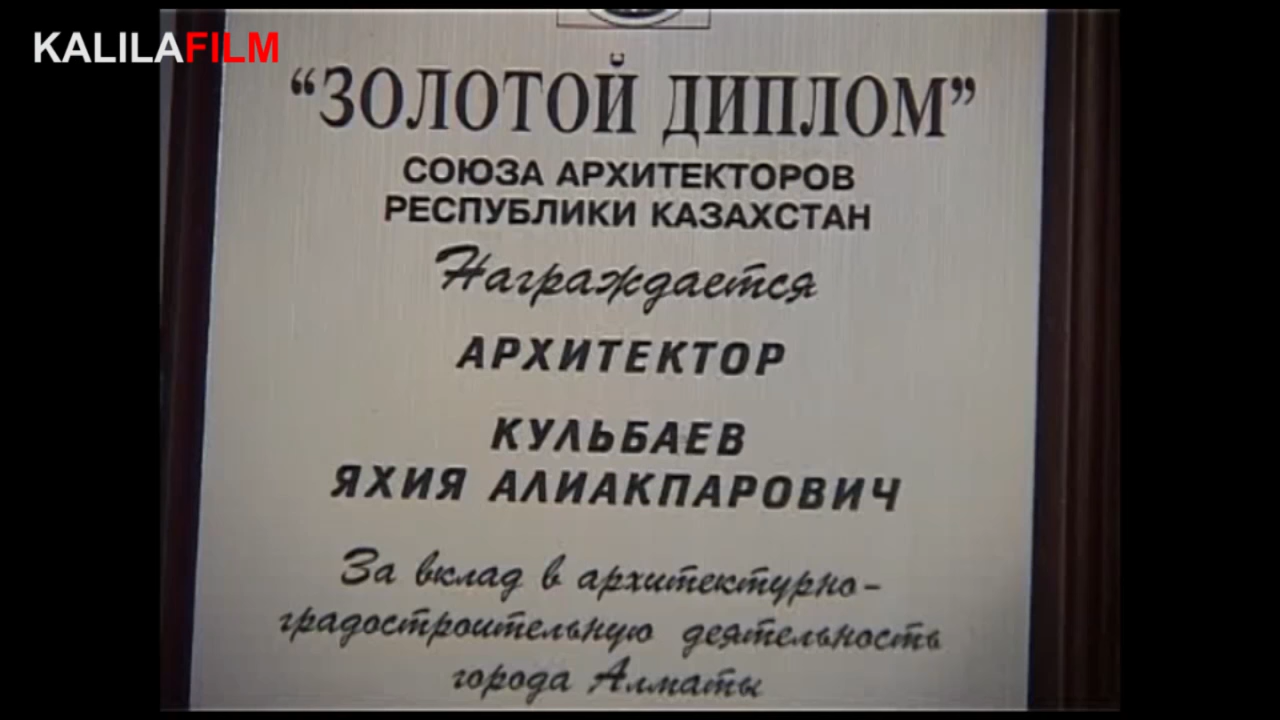 KALILAFILM
“ЗОЛОТОЙ ДИПЛОМ”
СОЮЗА АРХИТЕКТОРОВ
РЕСПУБЛИКИ КАЗАХСТАН
Награждается
АРХИТЕКТОР
КУЛЬБАЕВ
ЯХИЯ АЛИАКПАРОВИЧ
За вклад в архитектурно-
градостроительную деятельность
города Алматы